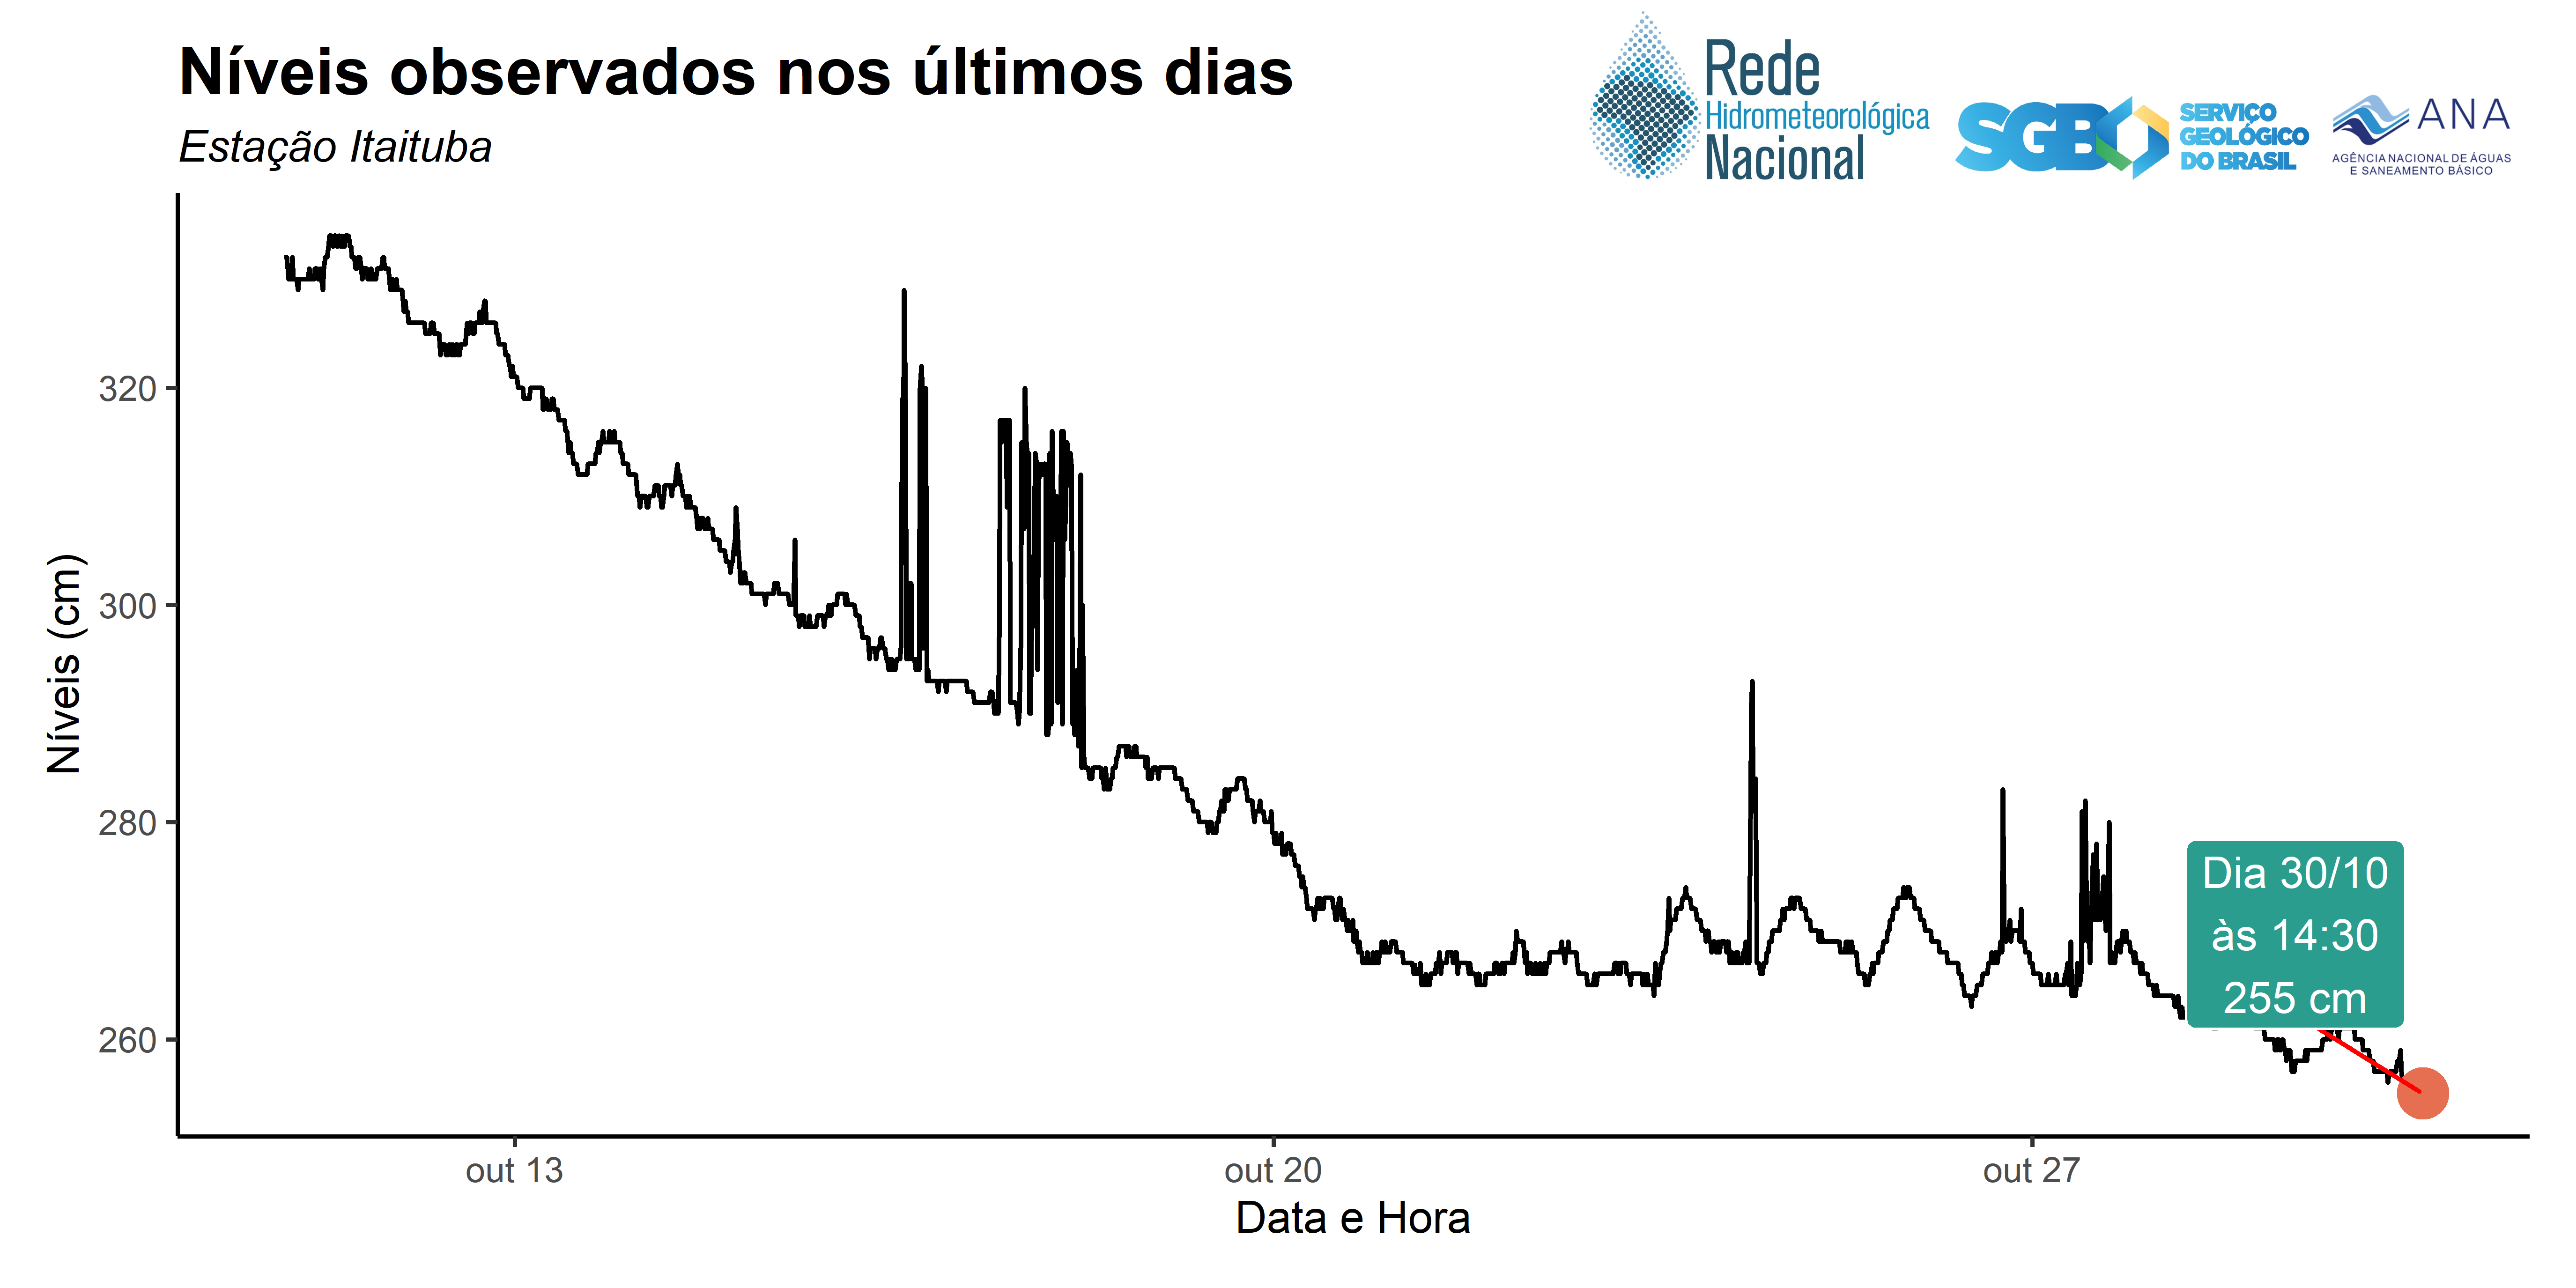 Níveis observados nos últimos dias
Estação Itaituba
Rede
Hidrometeorológica
Nacional
SGB
SERVIÇO
GEOLÓGICO
DO BRASIL
ANA
AGÊNCIA NACIONAL DE ÁGUAS
E SANEAMENTO BÁSICO
Níveis (cm)
320
300
280
260
Dia 30/10
às 14:30
255 cm
out 13
out 20
out 27
Data e Hora